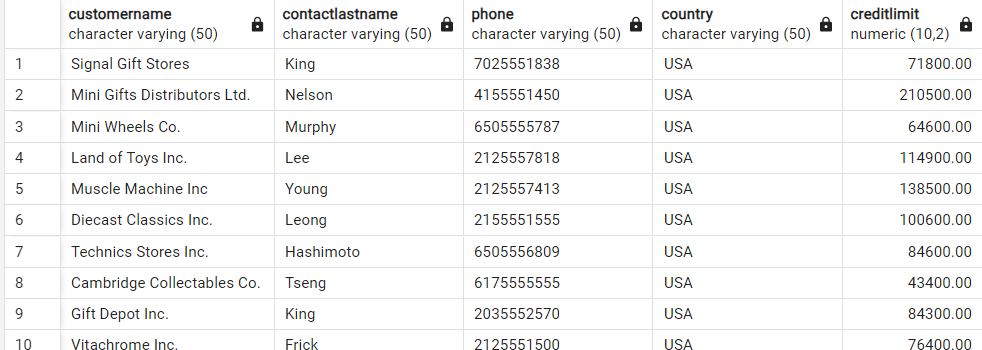 customername contactlastname phone country creditlimit
character varying (50) character varying (50) character varying (50) character varying (50) numeric (10,2)
1 Signal Gift Stores King 7025551838 USA 71800.00
2 Mini Gifts Distributors Ltd. Nelson 4155551450 USA 210500.00
3 Mini Wheels Co. Murphy 6505555787 USA 64600.00
4 Land of Toys Inc. Lee 2125557818 USA 114900.00
5 Muscle Machine Inc Young 2125557413 USA 138500.00
6 Diecast Classics Inc. Leong 2155551555 USA 100600.00
7 Technics Stores Inc. Hashimoto 6505556809 USA 84600.00
8 Cambridge Collectables Co. Tseng 6175555555 USA 43400.00
9 Gift Depot Inc. King 2035552570 USA 84300.00
10 Vitachrome Inc. Frick 2125551500 USA 76400.00